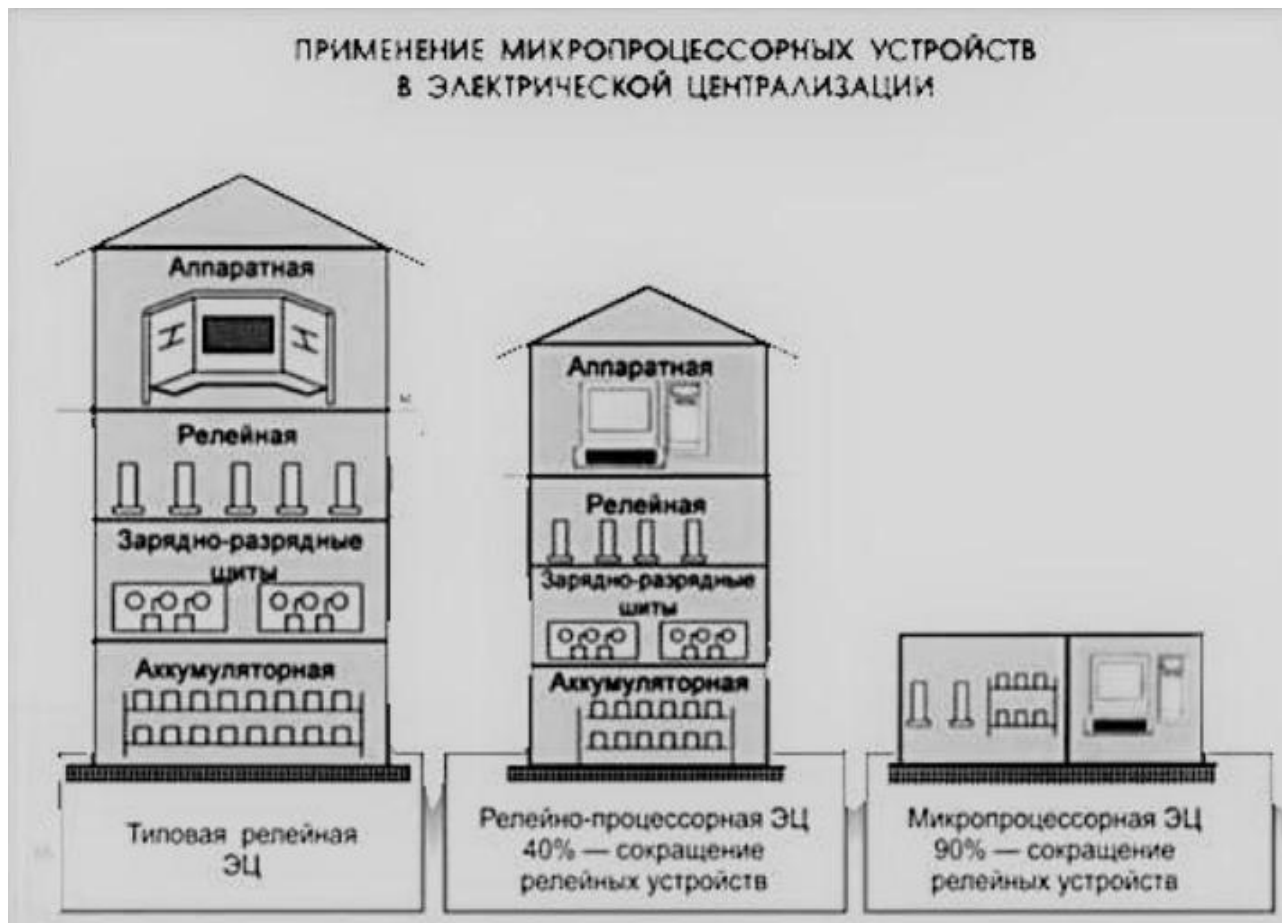 ПРИМЕНЕНИЕ МИКРОПРОЦЕССОРНЫХ УСТРОЙСТВ
В ЭЛЕКТРИЧЕСКОЙ ЦЕНТРАЛИЗАЦИИ
Аппаратная
Релейная
Зарядно-разрядные
щиты
Аккумуляторная
Типовая релейная
ЭЦ
Аппаратная
Релейная
Зарядно-разрядные
щиты
Аккумуляторная
Релейно-процессорная ЭЦ
40% — сокращение
релейных устройств
Микропроцессорная ЭЦ
90% — сокращение
релейных устройств